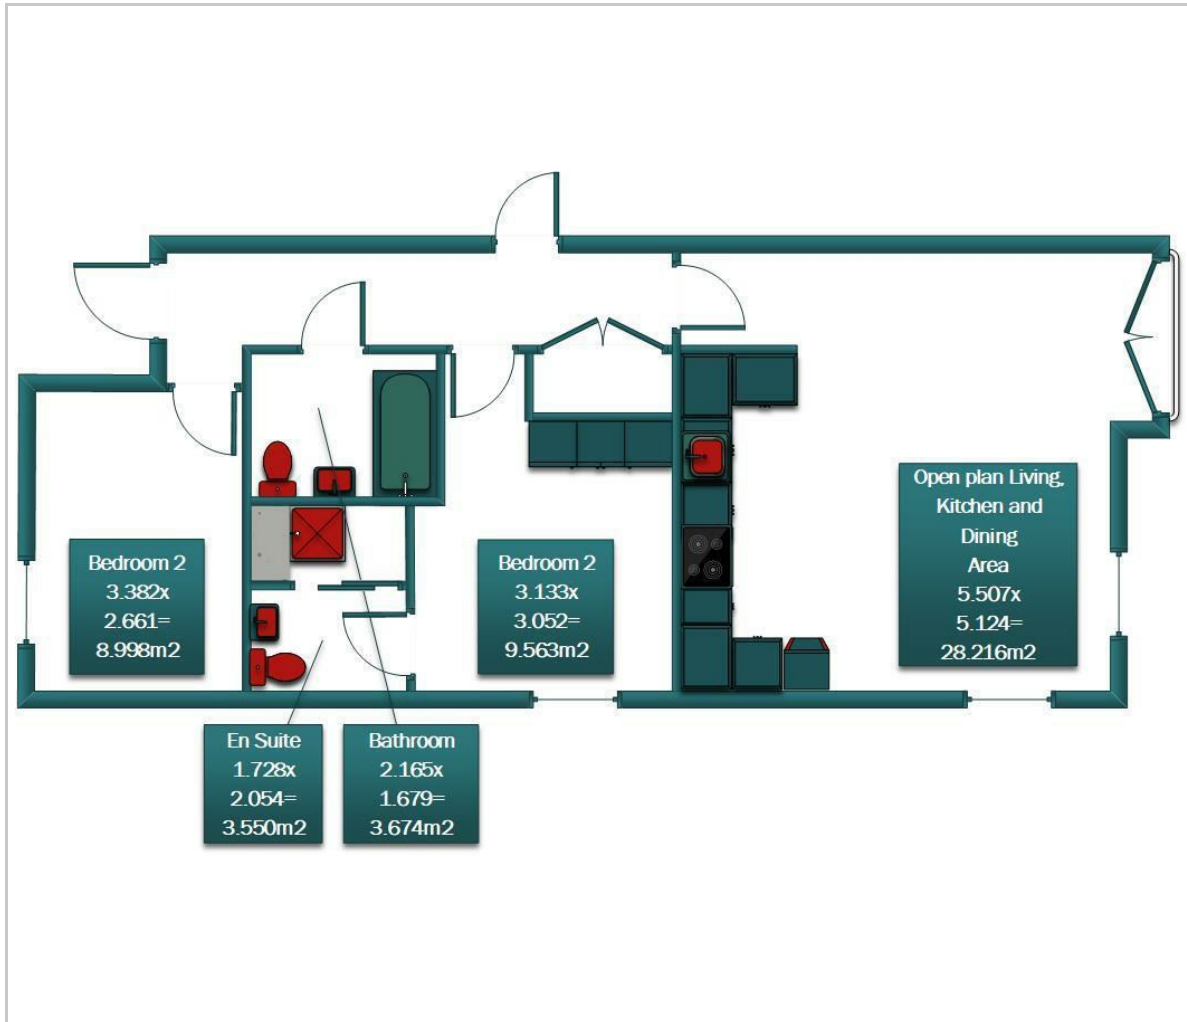 Open plan Living,
Kitchen and
Dining
Area
5.507x
5.124=
28.216m2
Bedroom 2
3.382x
2.661=
8.998m2
Bedroom 2
3.133x
3.052=
9.563m2
En Suite
1.728x
2.054=
3.550m2
Bathroom
2.165x
1.679=
3.674m2